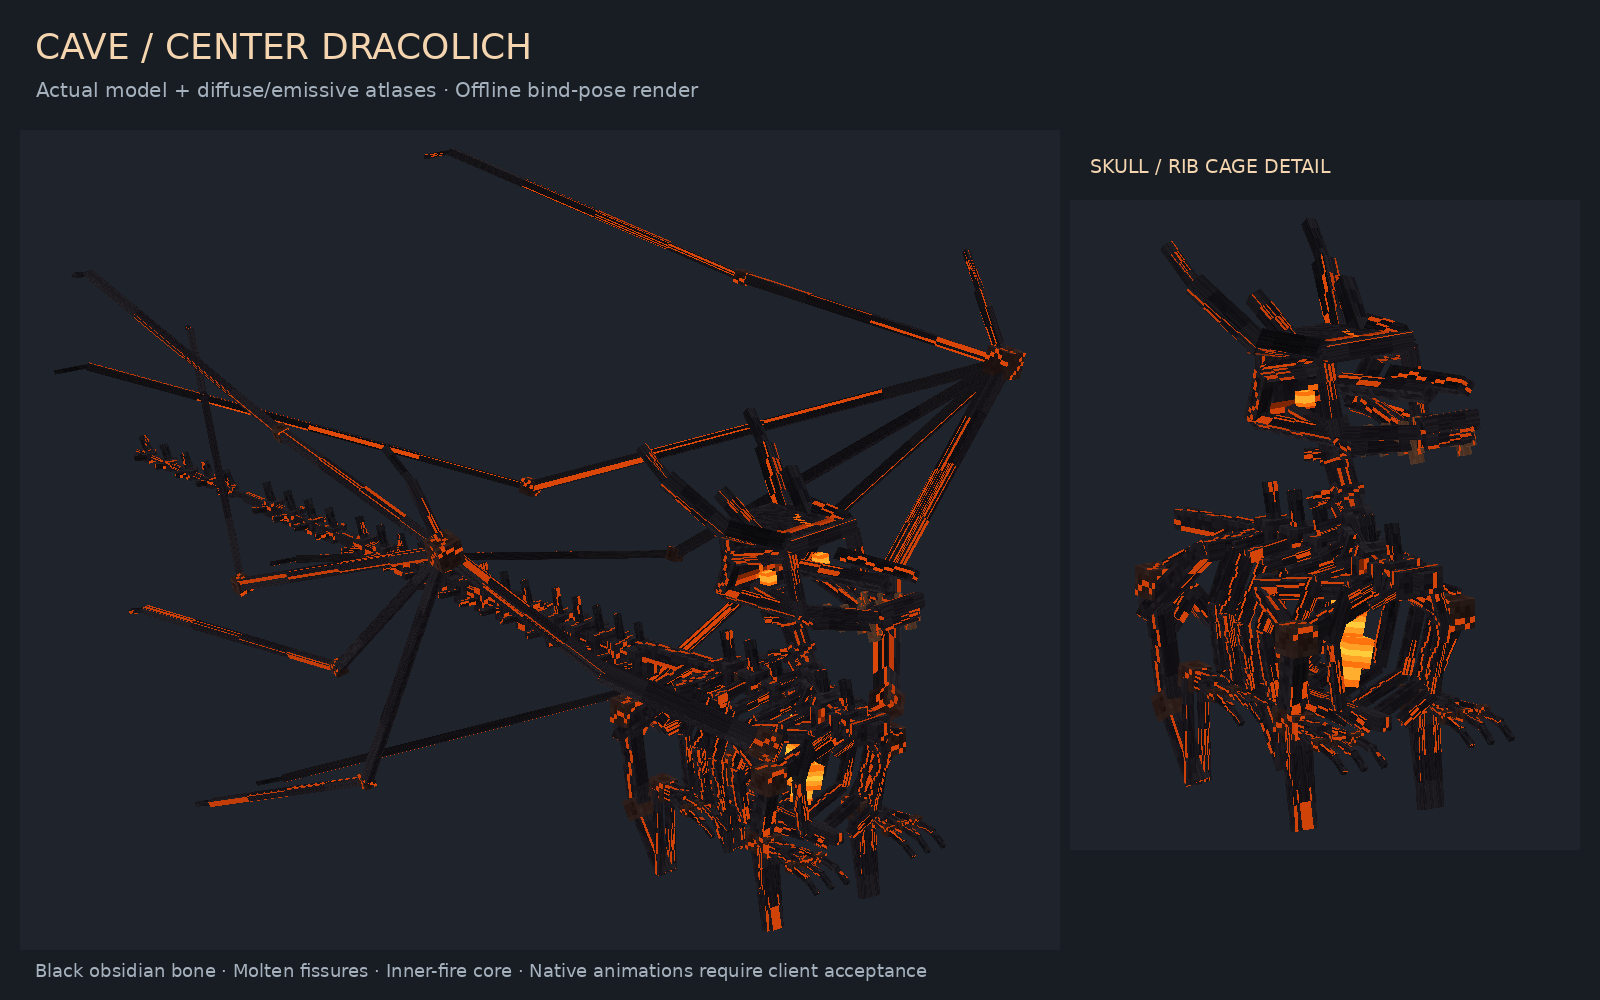 CAVE / CENTER DRACOLICH
Actual model + diffuse/emissive atlases · Offline bind-pose render
SKULL / RIB CAGE DETAIL
Black obsidian bone · Molten fissures · Inner-fire core · Native animations require client acceptance